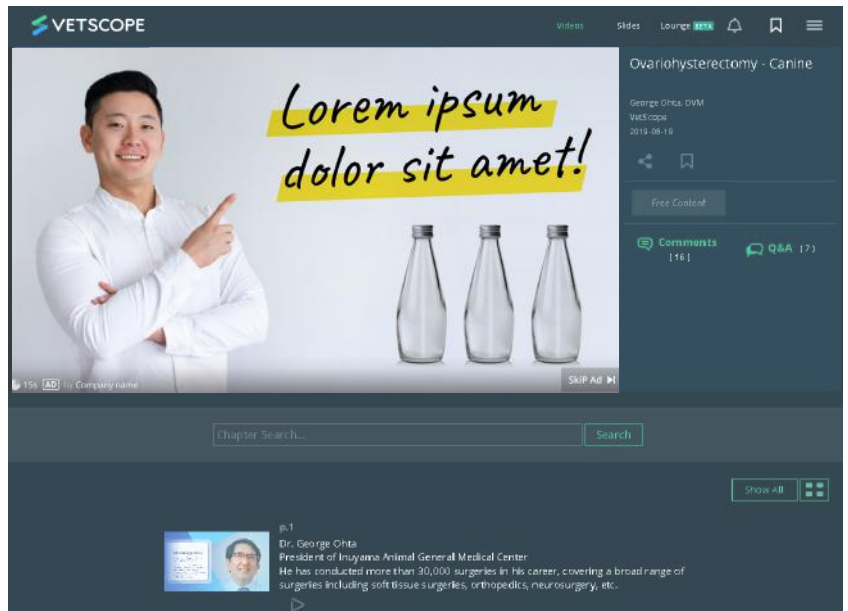 VETSCOPE
Videos
Slides
Lounge BETA
Lorem ipsum
dolor sit amet!
15s AD by Company name
SkiP Ad
Ovariohysterectomy - Canine
George Ohta, DVM
VetScope
2019-08-19
Free Content
Comments
[16]
Q&A [7]
Chapter Search...
Search
Show All
p.1
Dr. George Ohta
President of Inuyama Animal General Medical Center
He has conducted more than 30,000 surgeries in his career, covering a broad range of
surgeries including soft tissue surgeries, orthopedics, neurosurgery, etc.